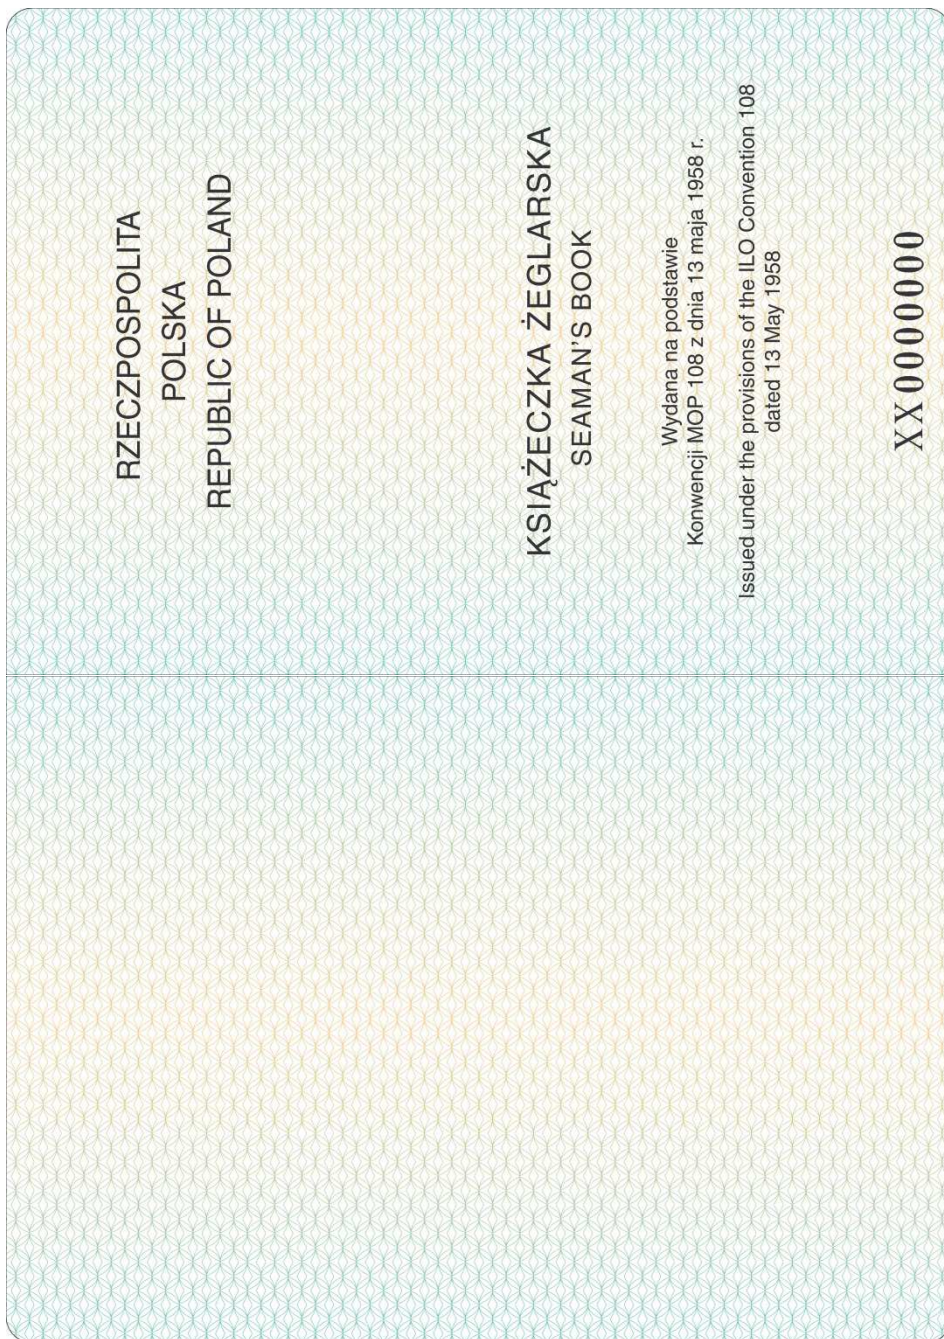 RZECZPOSPOLITA
POLSKA
REPUBLIC OF POLAND
KSIĄŻECZKA ŻEGLARSKA
SEAMAN'S BOOK
Wydana na podstawie
Konwencji MOP 108 z dnia 13 maja 1958 r.
Issued under the provisions of the ILO Convention 108
dated 13 May 1958
XX0000000